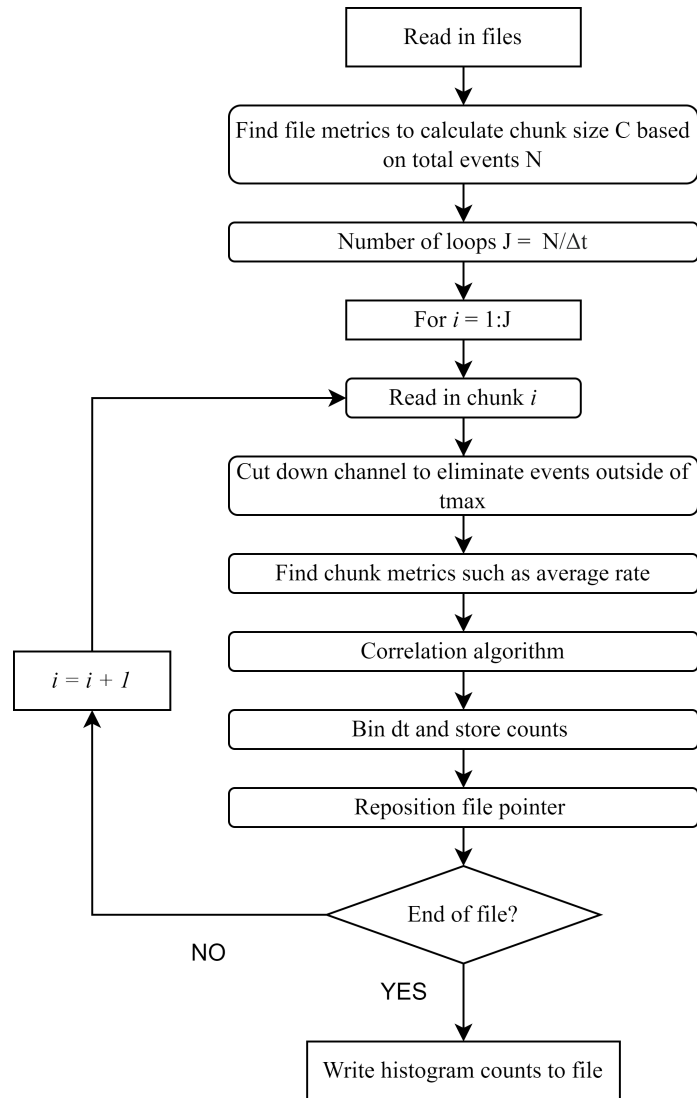 Read in files
Find file metrics to calculate chunk size C based
on total events N
Number of loops J = N/Δt
For i = 1:J
Read in chunk i
Cut down channel to eliminate events outside of
tmax
Find chunk metrics such as average rate
Correlation algorithm
i = i + 1
Bin dt and store counts
Reposition file pointer
End of file?
NO
YES
Write histogram counts to file